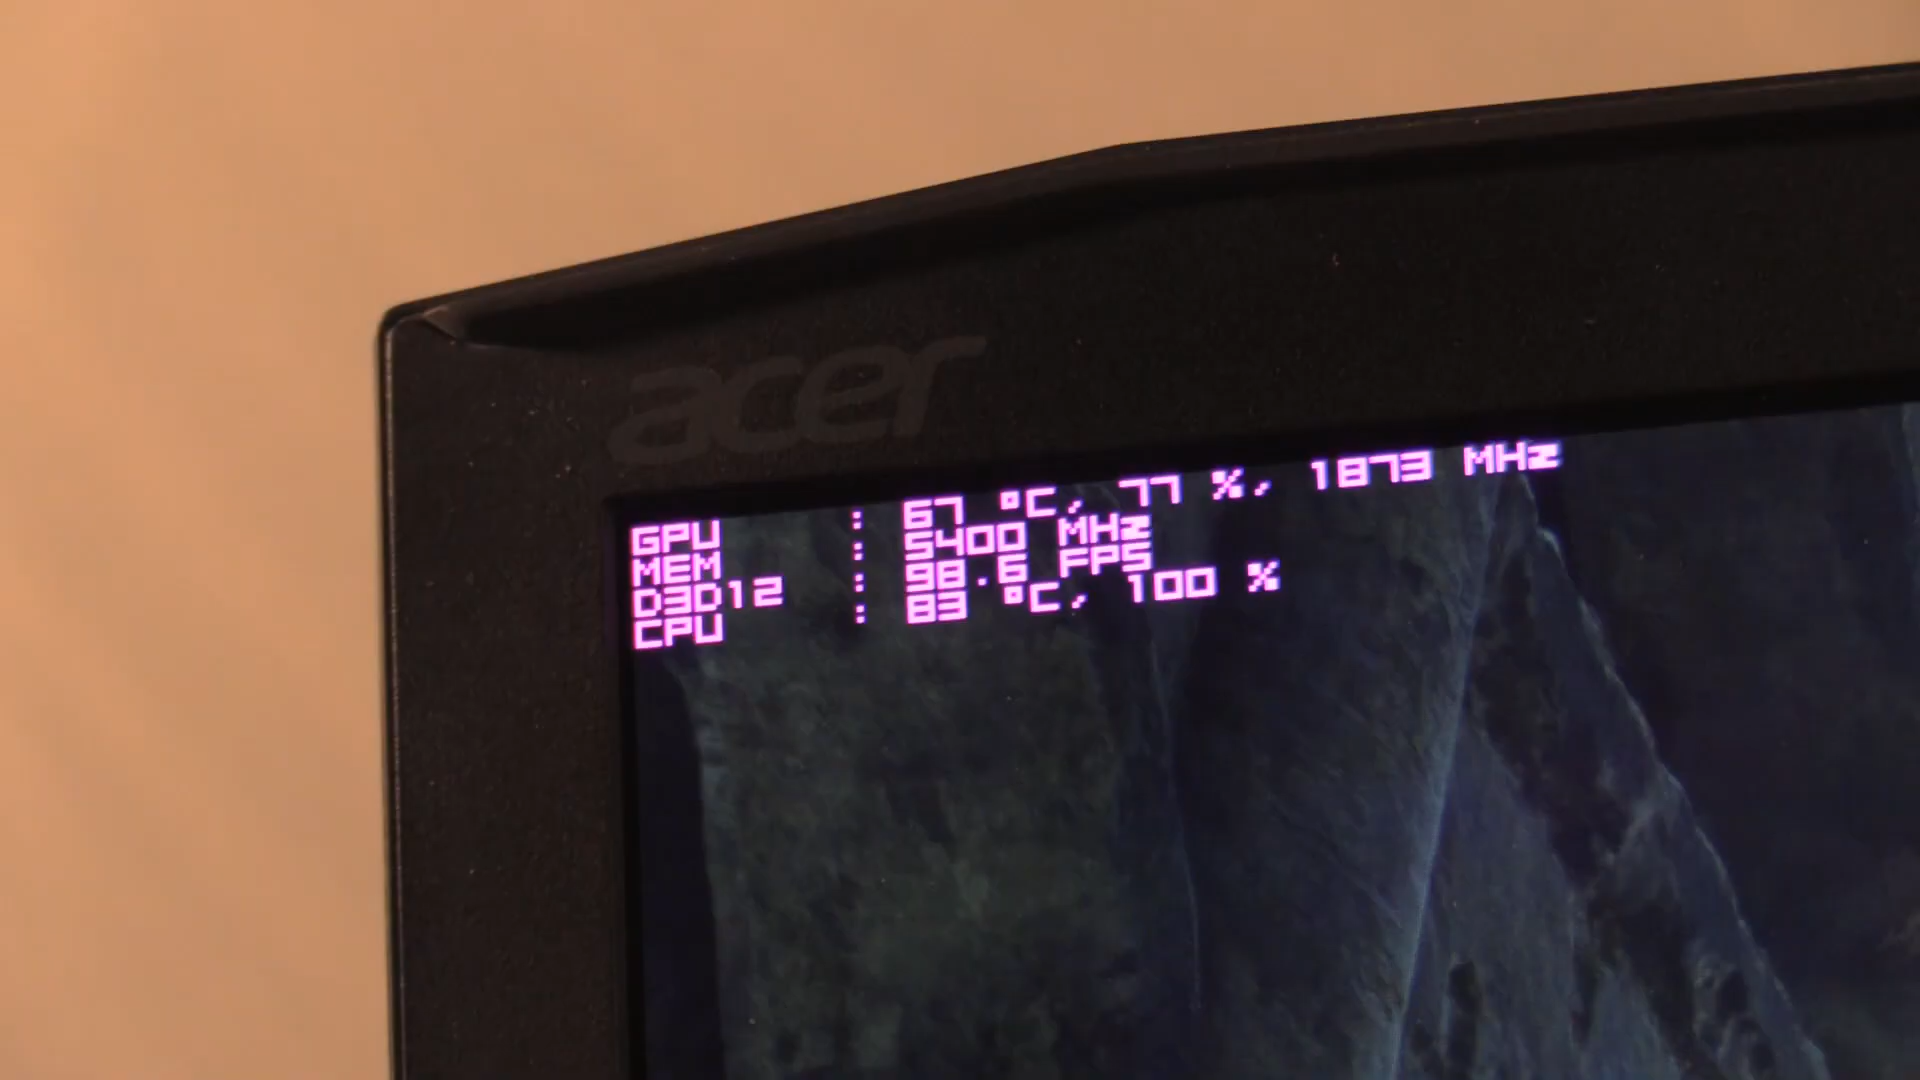 acer
GPU : 67 °C, 77 %, 1873 MHz
MEM : 5400 MHz
D3D12 : 98.6 FPS
CPU : 83 °C, 100 %